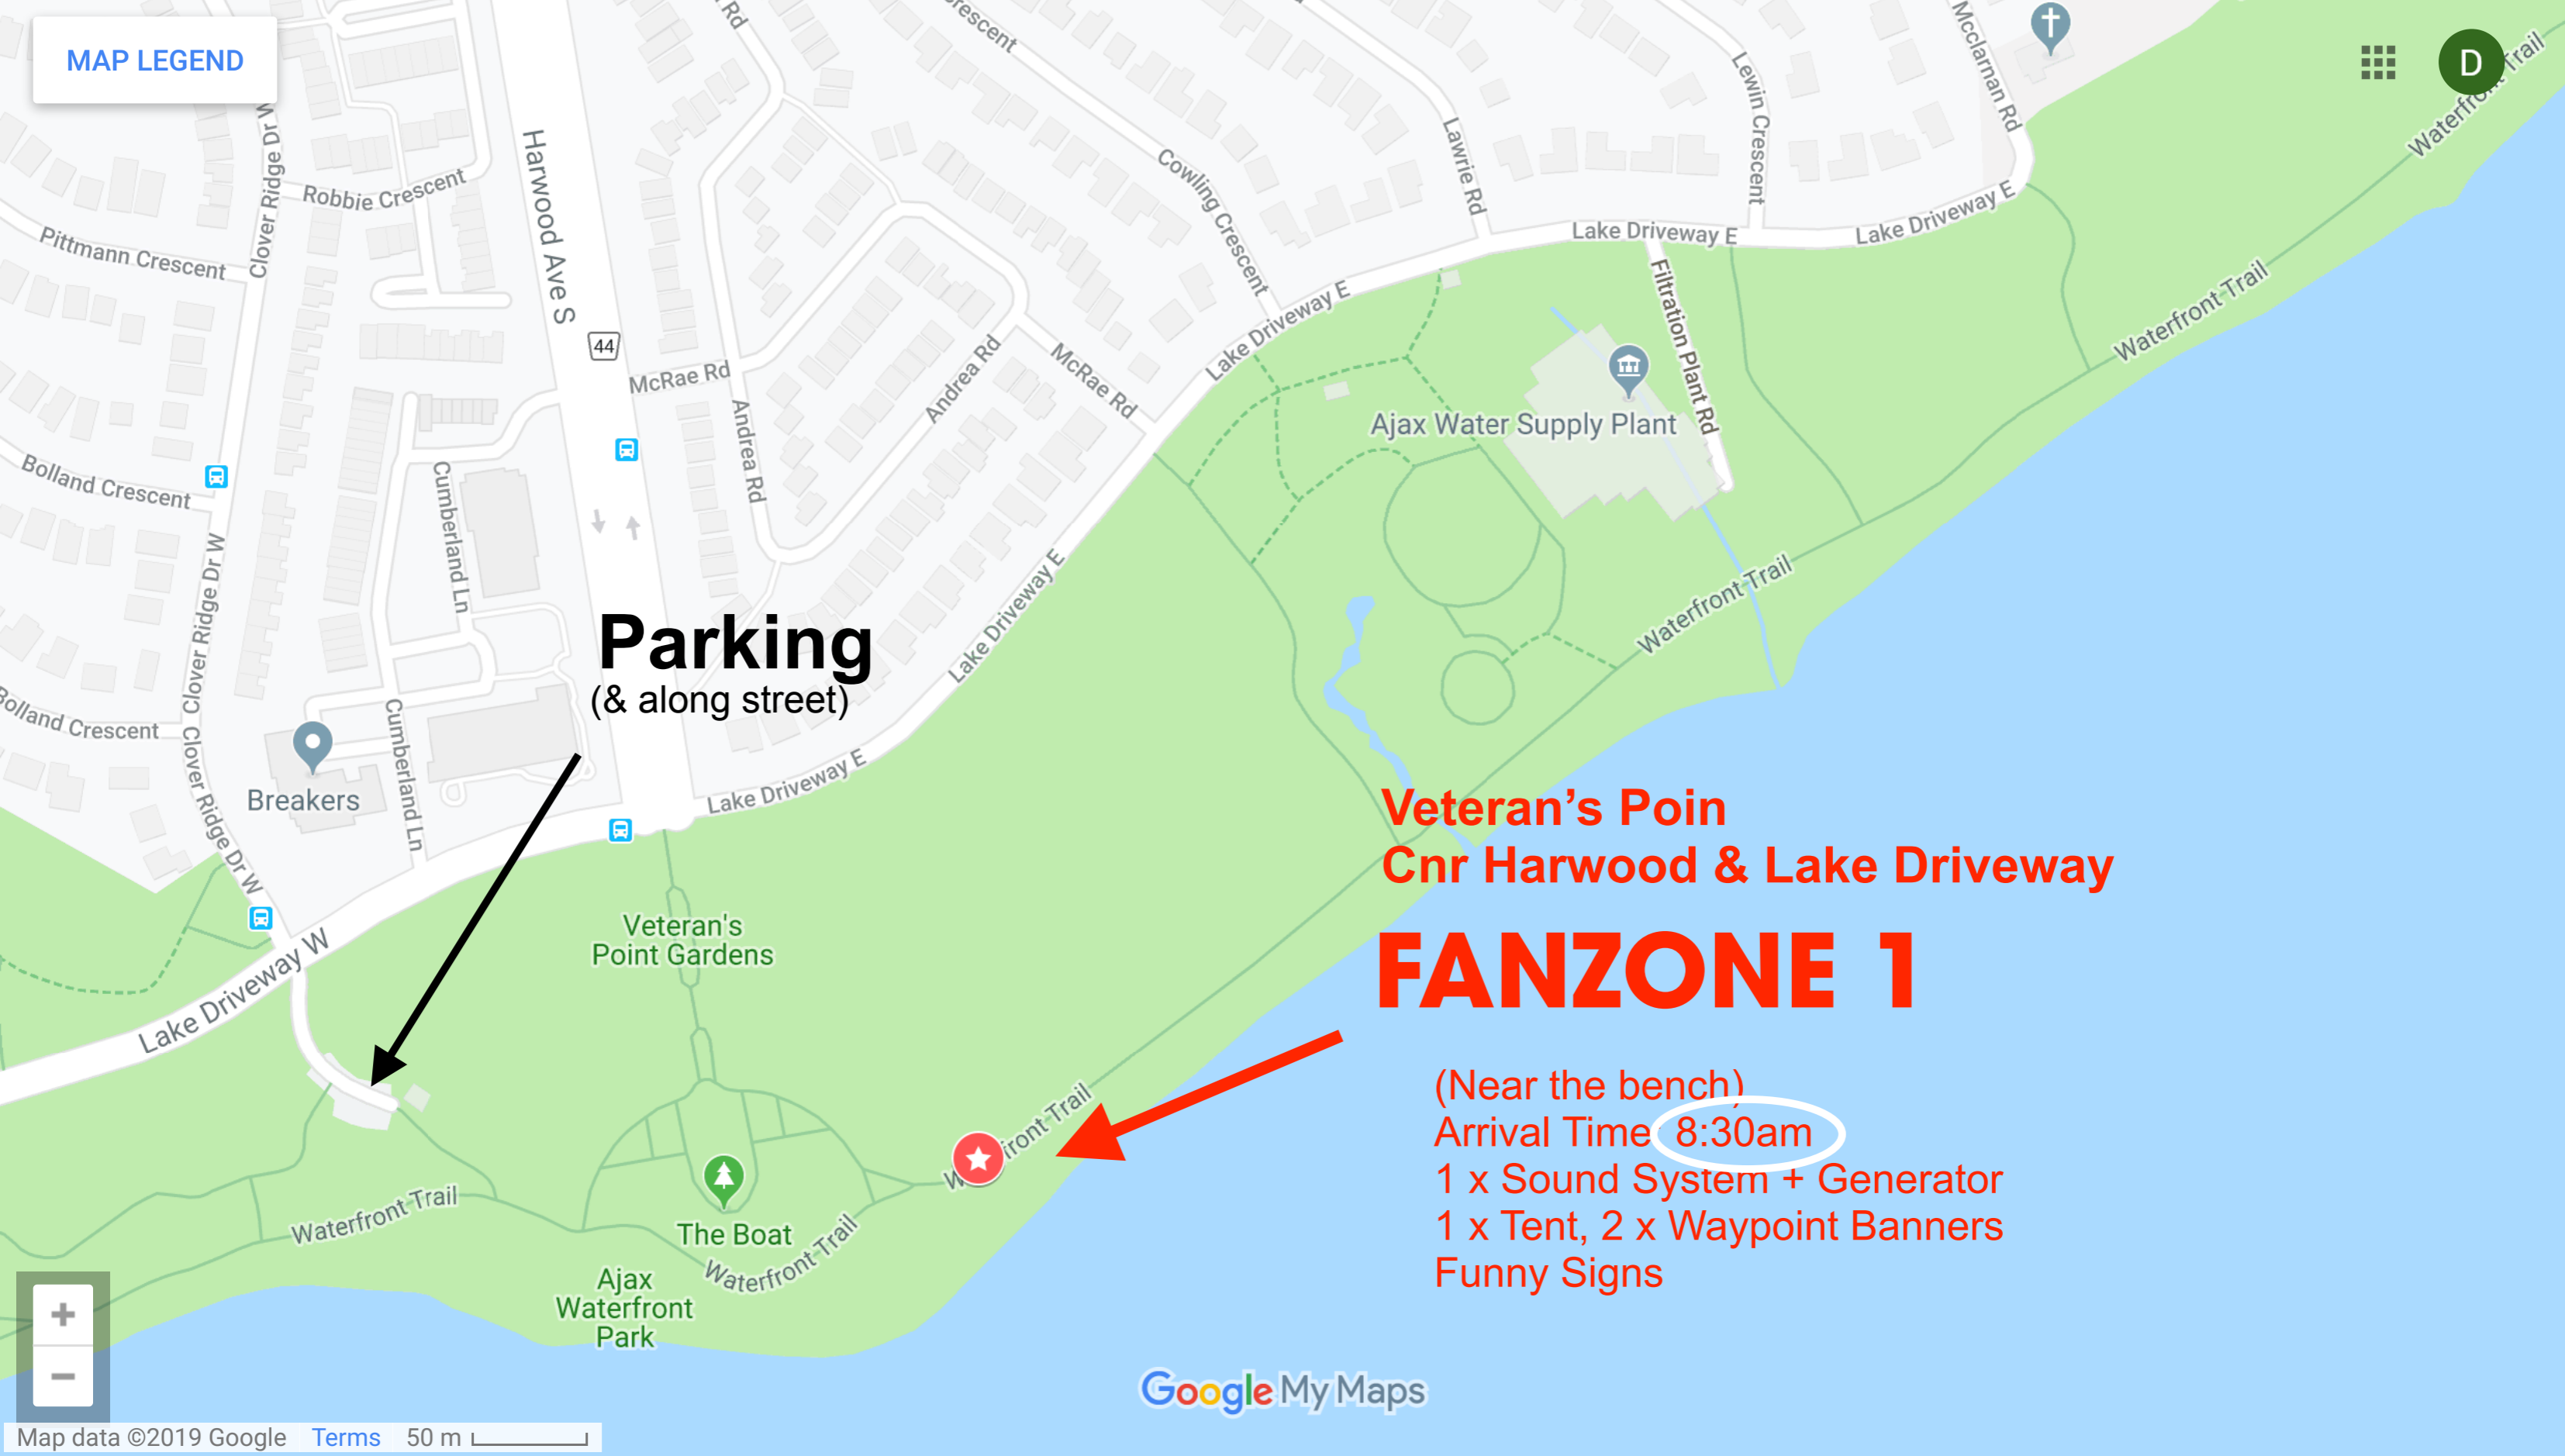 MAP LEGEND
D
Rd
Crescent
Mcclarnan Rd
Waterfront Trail
Clover Ridge Dr W
Robbie Crescent
Harwood Ave S
Pittmann Crescent
Cowling Crescent
Lawrie Rd
Lewin Crescent
Lake Driveway E
Lake Driveway E
Lake Driveway E
Filtration Plant Rd
Waterfront Trail
44
McRae Rd
Andrea Rd
Andrea Rd
McRae Rd
Ajax Water Supply Plant
Bolland Crescent
Cumberland Ln
Clover Ridge Dr W
Parking
(& along street)
Lake Driveway E
Waterfront Trail
Bolland Crescent
Clover Ridge Dr W
Cumberland Ln
Breakers
Lake Driveway E
Veteran's Poin
Cnr Harwood & Lake Driveway
Veteran's
Point Gardens
FANZONE 1
Lake Driveway W
(Near the bench)
Arrival Time 8:30am
1 x Sound System + Generator
1 x Tent, 2 x Waypoint Banners
Funny Signs
Waterfront Trail
The Boat
Waterfront Trail
Ajax
Waterfront
Park
+
−
Google My Maps
Map data ©2019 Google Terms 50 m